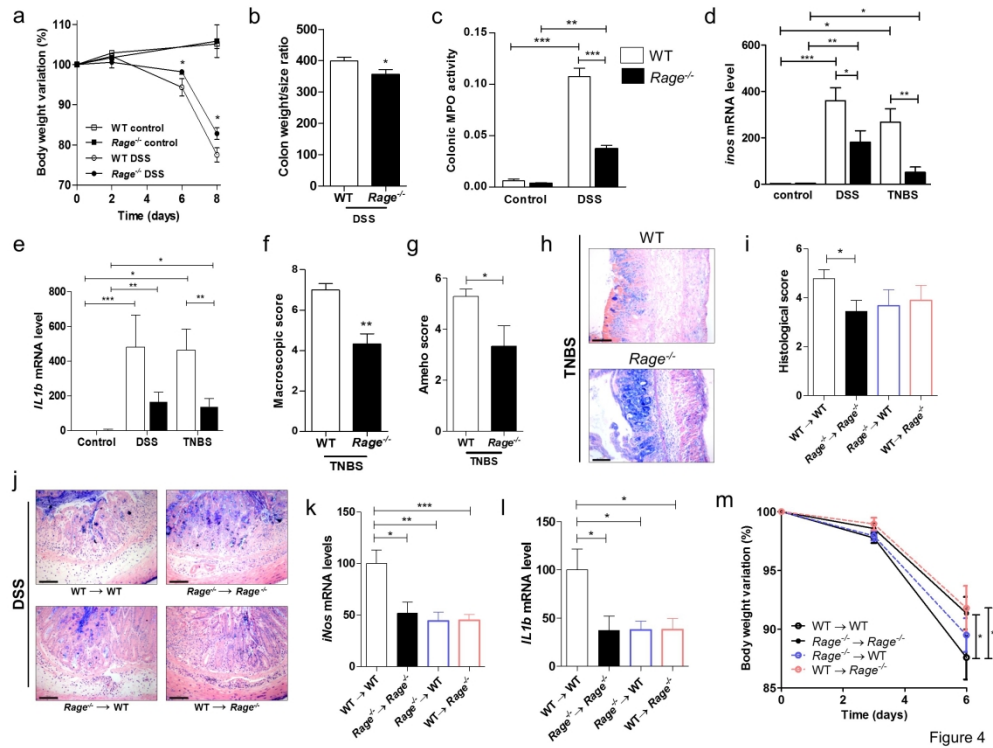 a
Body weight variation (%)
110
100
90
80
70
0
2
4
6
8
Time (days)
WT control
Rage-/- control
WT DSS
Rage-/- DSS
*
*
b
Colon weight/size ratio
500
400
300
200
100
0
*
WT Rage-/-
DSS
c
Colonic MPO activity
0.15
0.10
0.05
0.00
**
***
***
Control DSS
WT
Rage-/-
d
inos mRNA level
600
400
200
0
*
*
**
***
*
**
control DSS TNBS
e
IL1b mRNA level
800
600
400
200
0
*
*
**
***
**
Control DSS TNBS
f
Macroscopic score
8
6
4
2
0
**
WT Rage-/-
TNBS
g
Ameho score
6
4
2
0
*
WT Rage-/-
TNBS
h
TNBS
WT
Rage-/-
i
Histological score
6
4
2
0
*
WT → WT
Rage-/- → Rage-/-
Rage-/- → WT
WT → Rage-/-
j
DSS
WT → WT
Rage-/- → Rage-/-
Rage-/- → WT
WT → Rage-/-
k
iNos mRNA levels
150
100
50
0
***
**
*
WT → WT
Rage-/- → Rage-/-
Rage-/- → WT
WT → Rage-/-
l
IL1b mRNA level
150
100
50
0
*
*
*
WT → WT
Rage-/- → Rage-/-
Rage-/- → WT
WT → Rage-/-
m
Body weight variation (%)
100
95
90
85
0
2
4
6
Time (days)
WT → WT
Rage-/- → Rage-/-
Rage-/- → WT
WT → Rage-/-
*
*
Figure 4